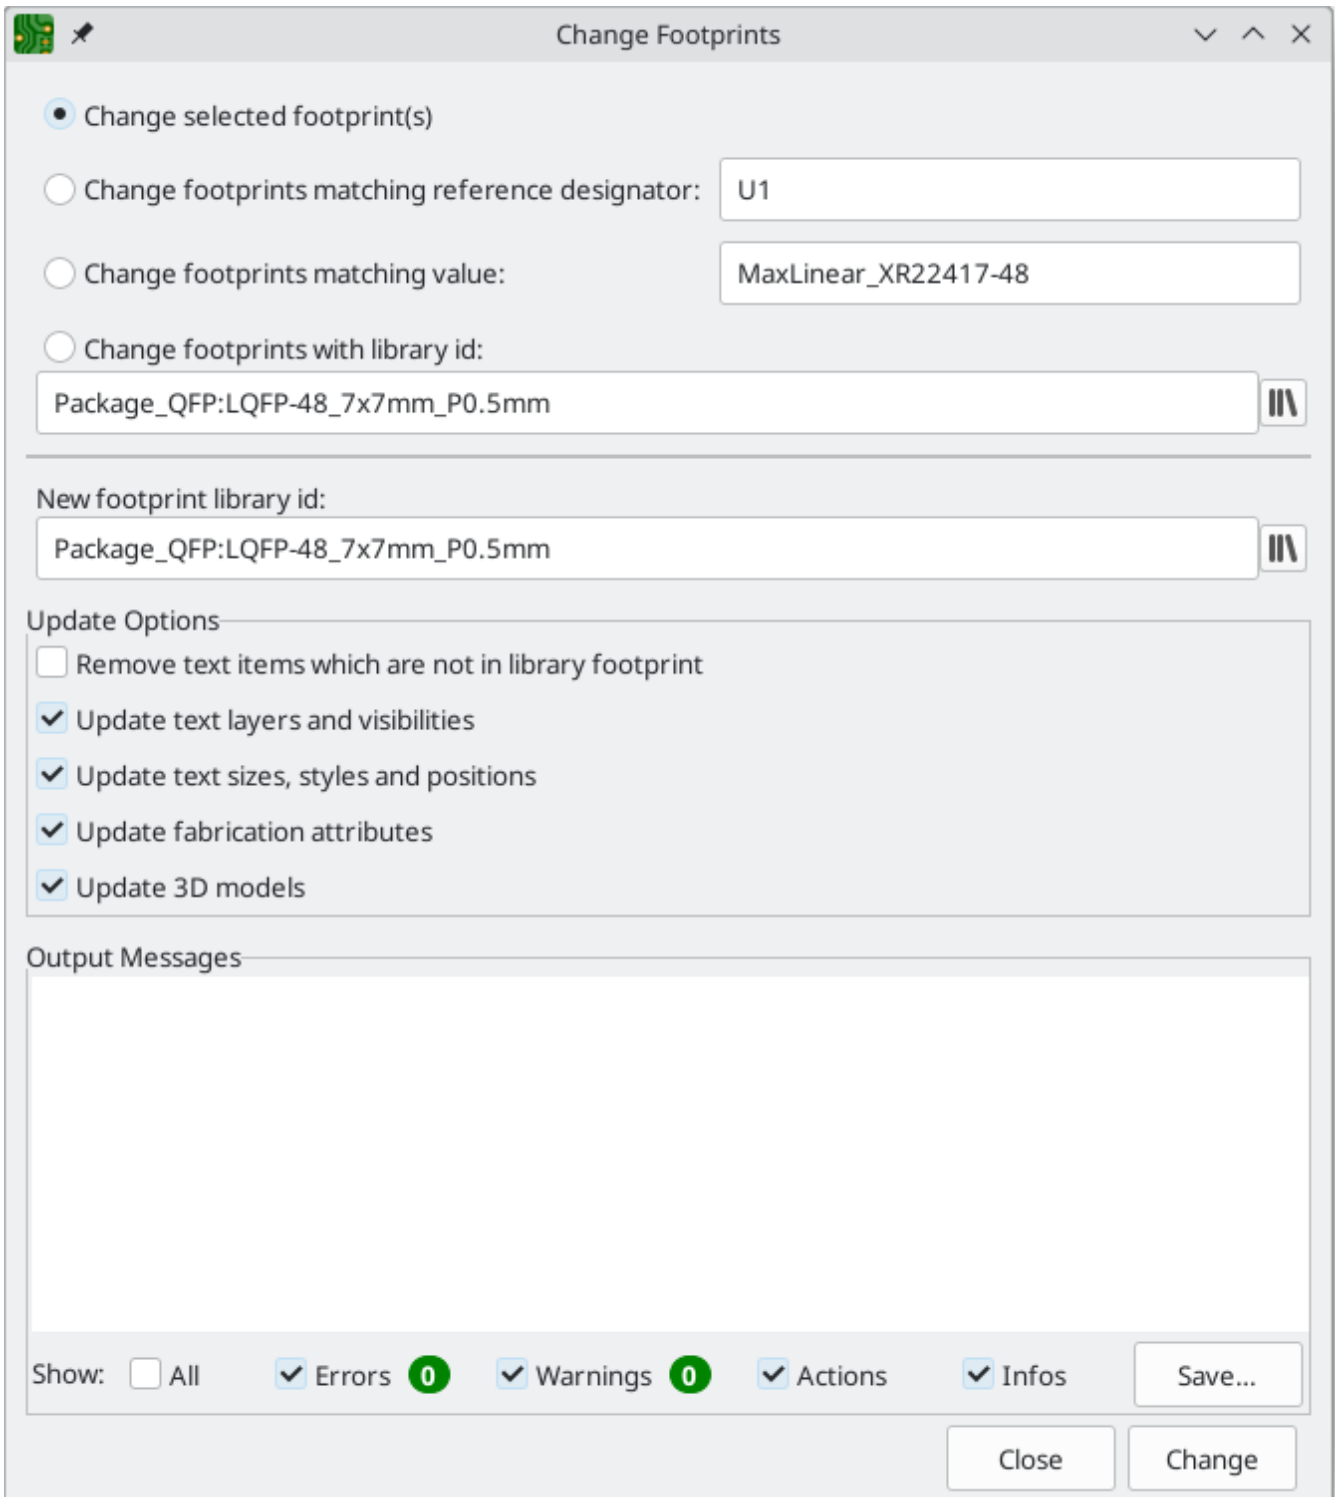 Change Footprints
Change selected footprint(s)
Change footprints matching reference designator: U1
Change footprints matching value: MaxLinear_XR22417-48
Change footprints with library id:
Package_QFP:LQFP-48_7x7mm_P0.5mm
New footprint library id:
Package_QFP:LQFP-48_7x7mm_P0.5mm
Update Options
Remove text items which are not in library footprint
Update text layers and visibilities
Update text sizes, styles and positions
Update fabrication attributes
Update 3D models
Output Messages
Show: All Errors 0 Warnings 0 Actions Infos Save...
Close Change